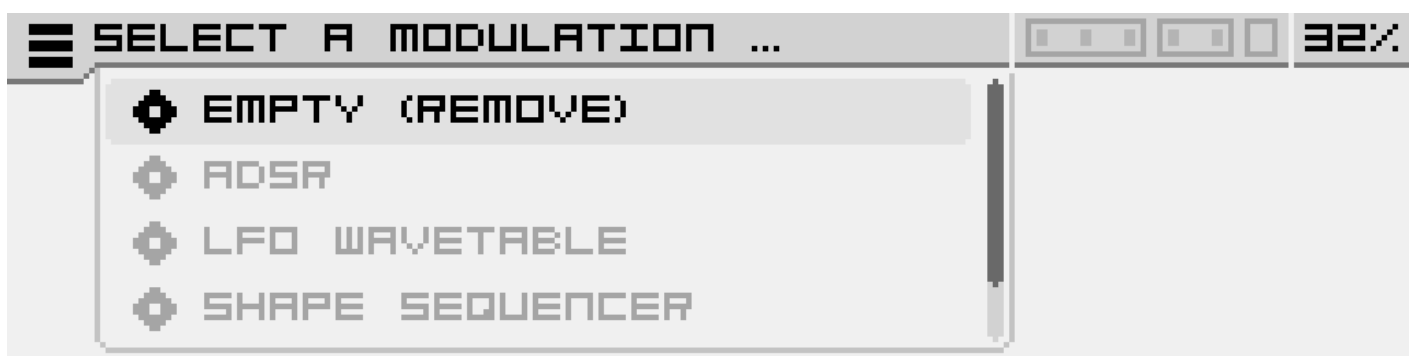 SELECT A MODULATION ...
32%
EMPTY (REMOVE)
ADSR
LFO WAVETABLE
SHAPE SEQUENCER